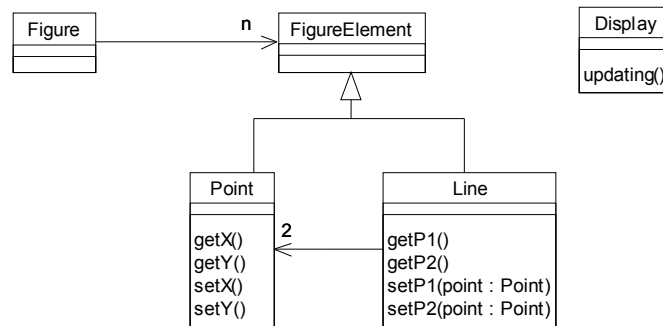 Figure
n
FigureElement
Display
updating()
Point
getX()
getY()
setX()
setY()
2
Line
getP1()
getP2()
setP1(point : Point)
setP2(point : Point)